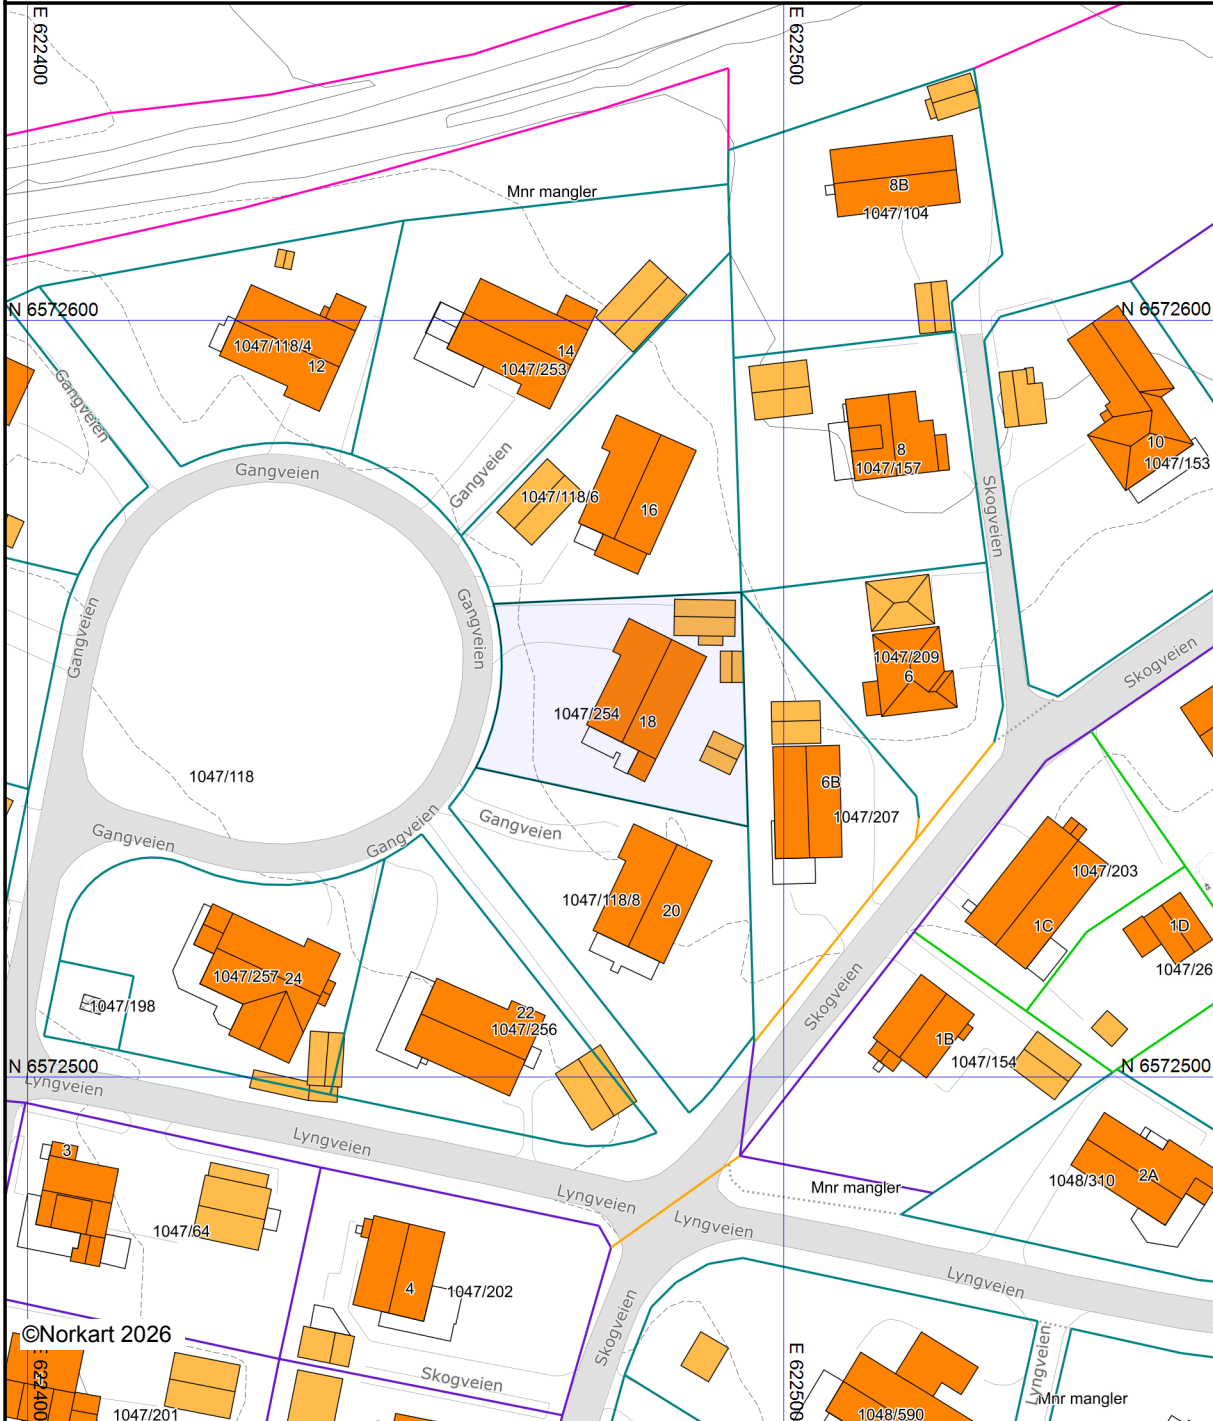 E 622400
E 622500
Mnr mangler
8B
1047/104
N 6572600
N 6572600
1047/118/4
12
14
1047/253
Gangveien
10
1047/153
8
1047/157
Gangveien
Gangveien
1047/118/6
16
Skogveien
Gangveien
Gangveien
1047/209
6
Skogveien
1047/254
18
1047/118
6B
1047/207
Gangveien
Gangveien
Gangveien
1047/203
1047/118/8
20
1C
1D
1047/26
1047/257
24
1047/198
22
1047/256
Skogveien
1B
1047/154
N 6572500
N 6572500
Lyngveien
Lyngveien
3
1047/64
Lyngveien
Lyngveien
Mnr mangler
1048/310
2A
4
1047/202
Lyngveien
Skogveien
©Norkart 2026
E 622400
E 622500
Skogveien
Lyngveien
Mnr mangler
1047/201
1048/590